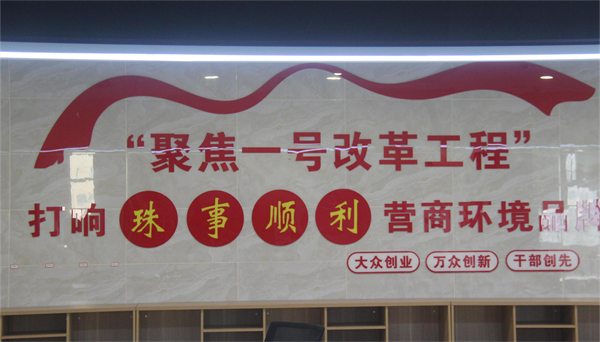 “聚焦一号改革工程”
打响珠事顺利营商环境品牌
大众创业 万众创新 干部创先